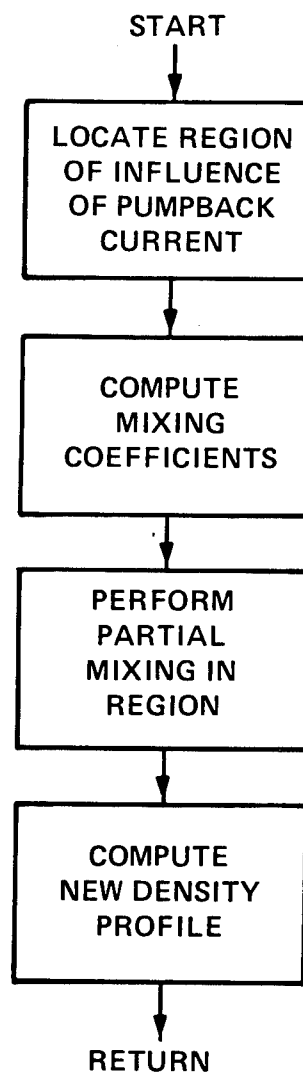 START
LOCATE REGION
OF INFLUENCE
OF PUMPBACK
CURRENT
COMPUTE
MIXING
COEFFICIENTS
PERFORM
PARTIAL
MIXING IN
REGION
COMPUTE
NEW DENSITY
PROFILE
RETURN